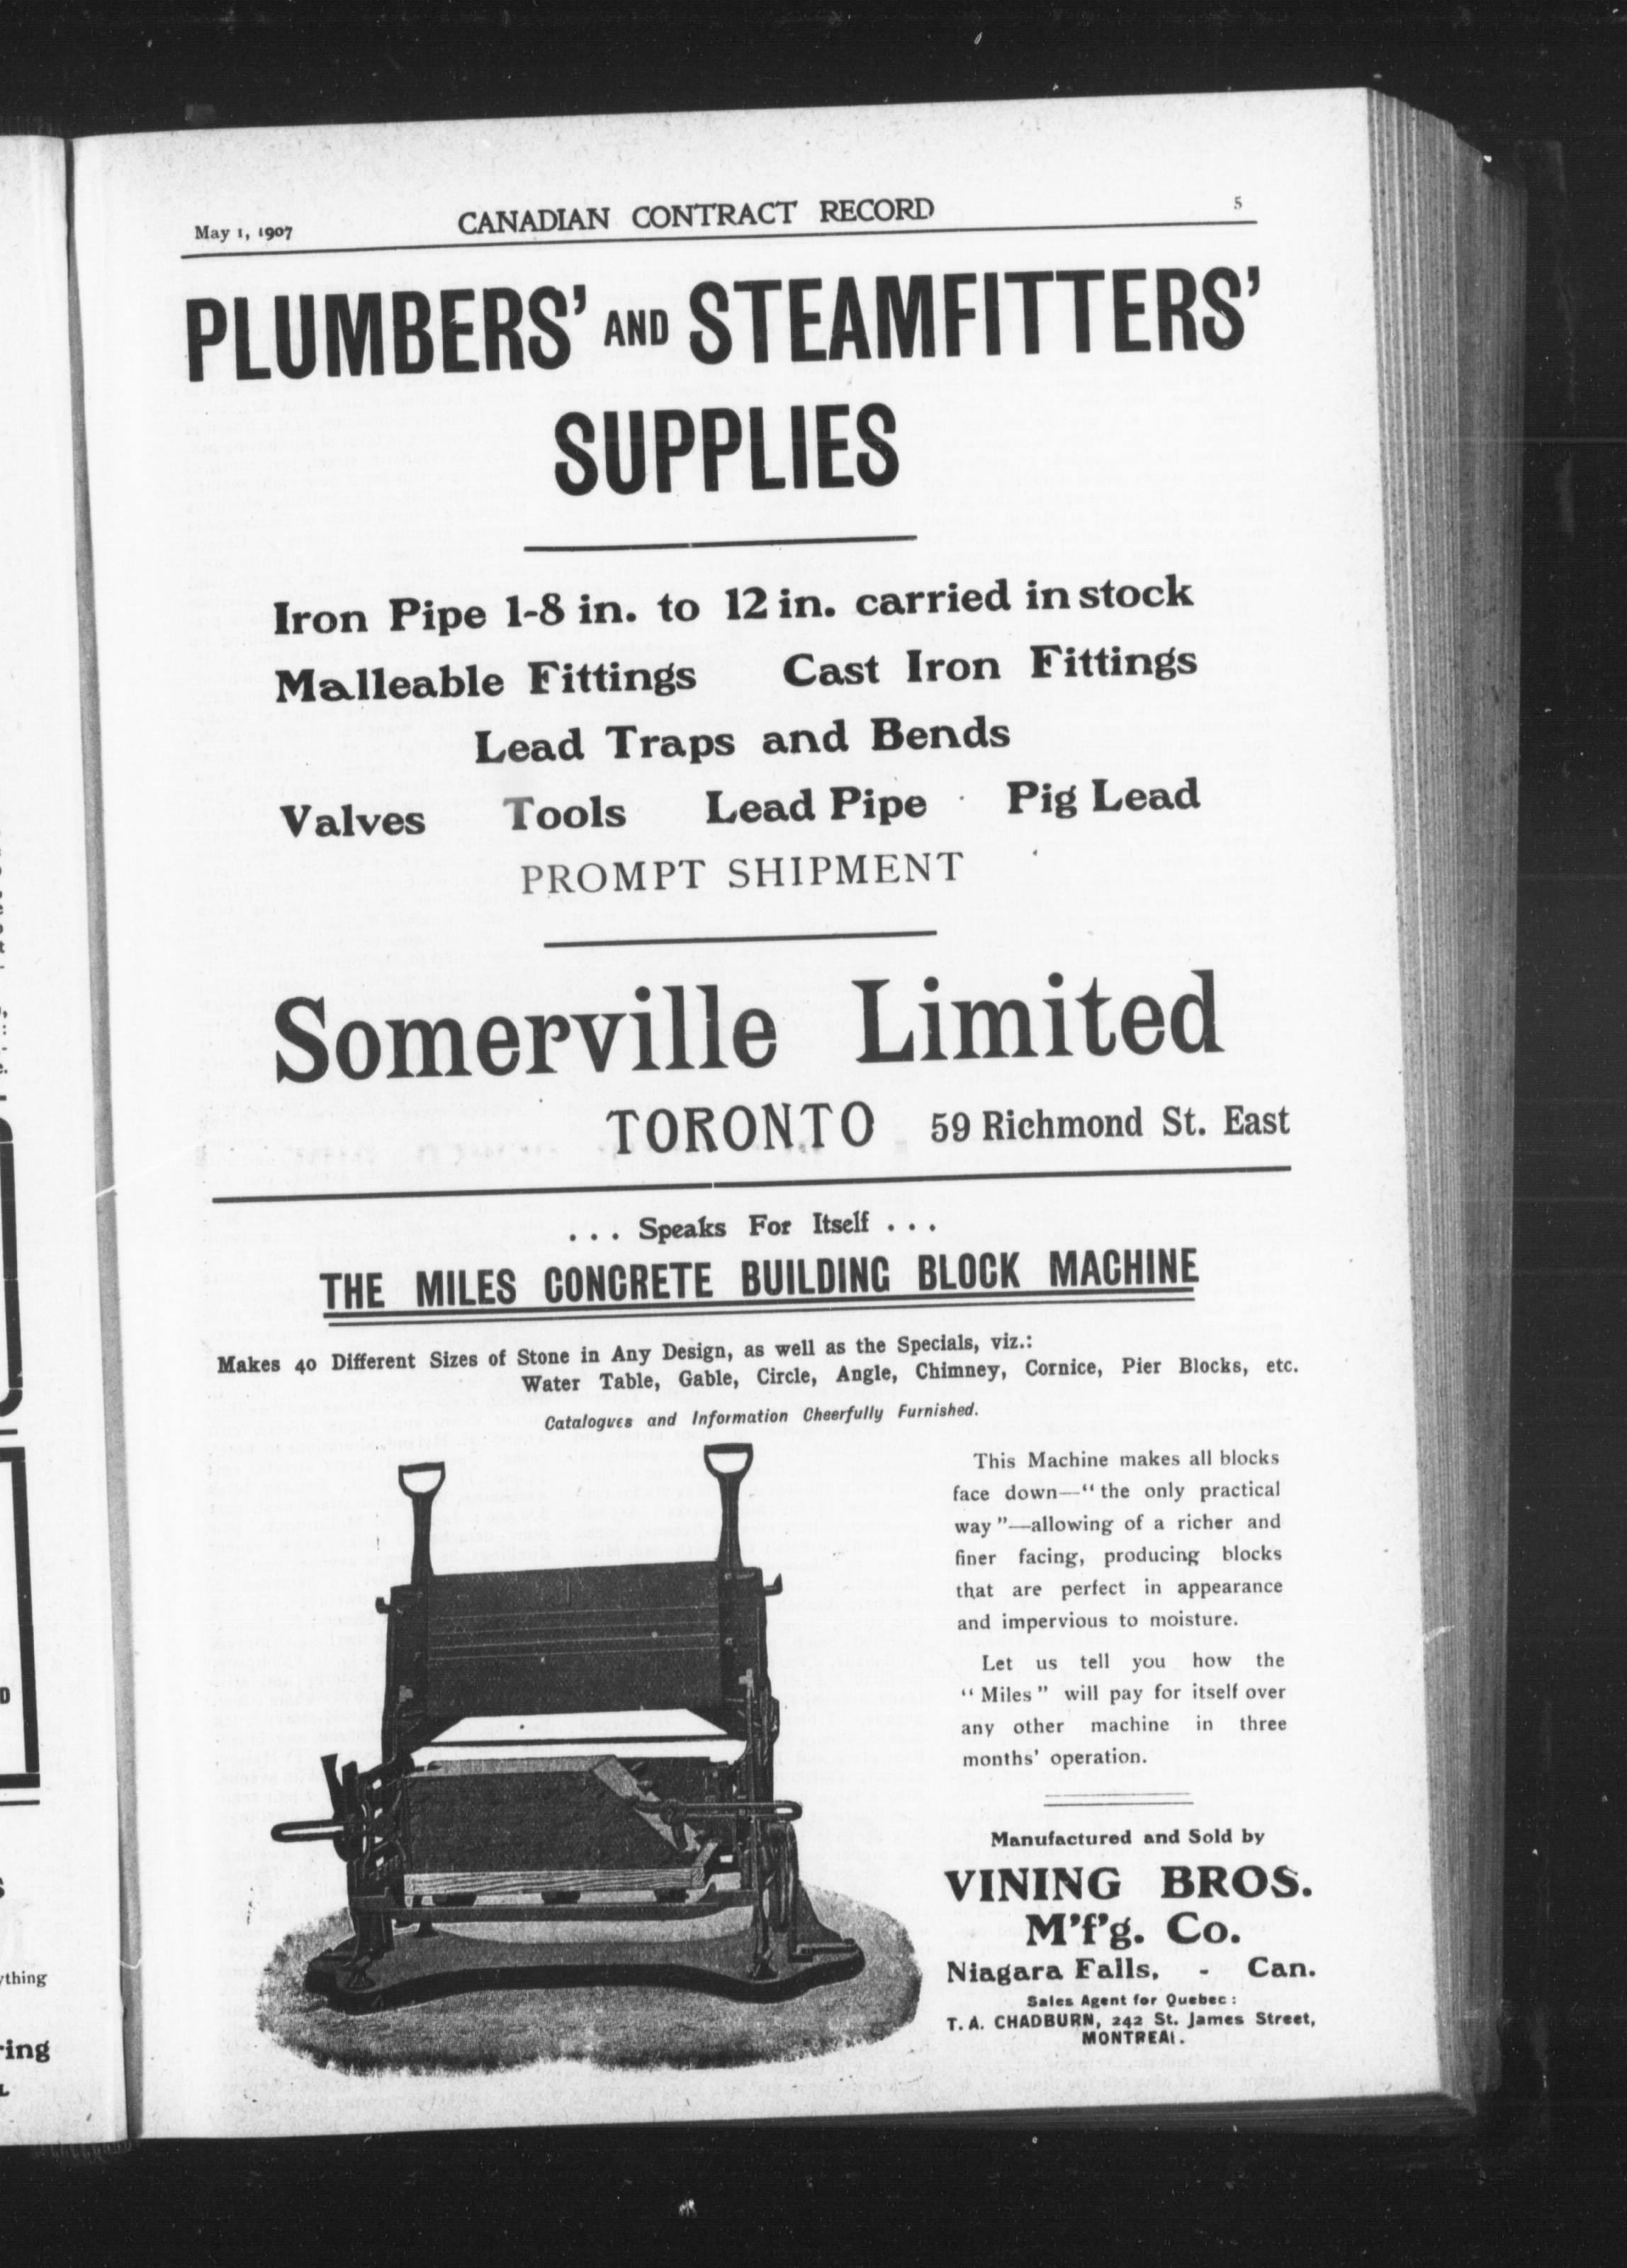 May 1, 1907 CANADIAN CONTRACT RECORD 5
PLUMBERS' AND STEAMFITTERS'
SUPPLIES
Iron Pipe 1-8 in. to 12 in. carried in stock
Malleable Fittings Cast Iron Fittings
Lead Traps and Bends
Valves Tools Lead Pipe Pig Lead
PROMPT SHIPMENT
Somerville Limited
TORONTO 59 Richmond St. East
. . . Speaks For Itself . . .
THE MILES CONCRETE BUILDING BLOCK MACHINE
Makes 40 Different Sizes of Stone in Any Design, as well as the Specials, viz.:
Water Table, Gable, Circle, Angle, Chimney, Cornice, Pier Blocks, etc.
Catalogues and Information Cheerfully Furnished.
This Machine makes all blocks
face down—"the only practical
way"—allowing of a richer and
finer facing, producing blocks
that are perfect in appearance
and impervious to moisture.
Let us tell you how the
"Miles" will pay for itself over
any other machine in three
months' operation.
Manufactured and Sold by
VINING BROS.
M'f'g. Co.
Niagara Falls, - Can.
Sales Agent for Quebec:
T. A. CHADBURN, 242 St. James Street,
MONTREAL.